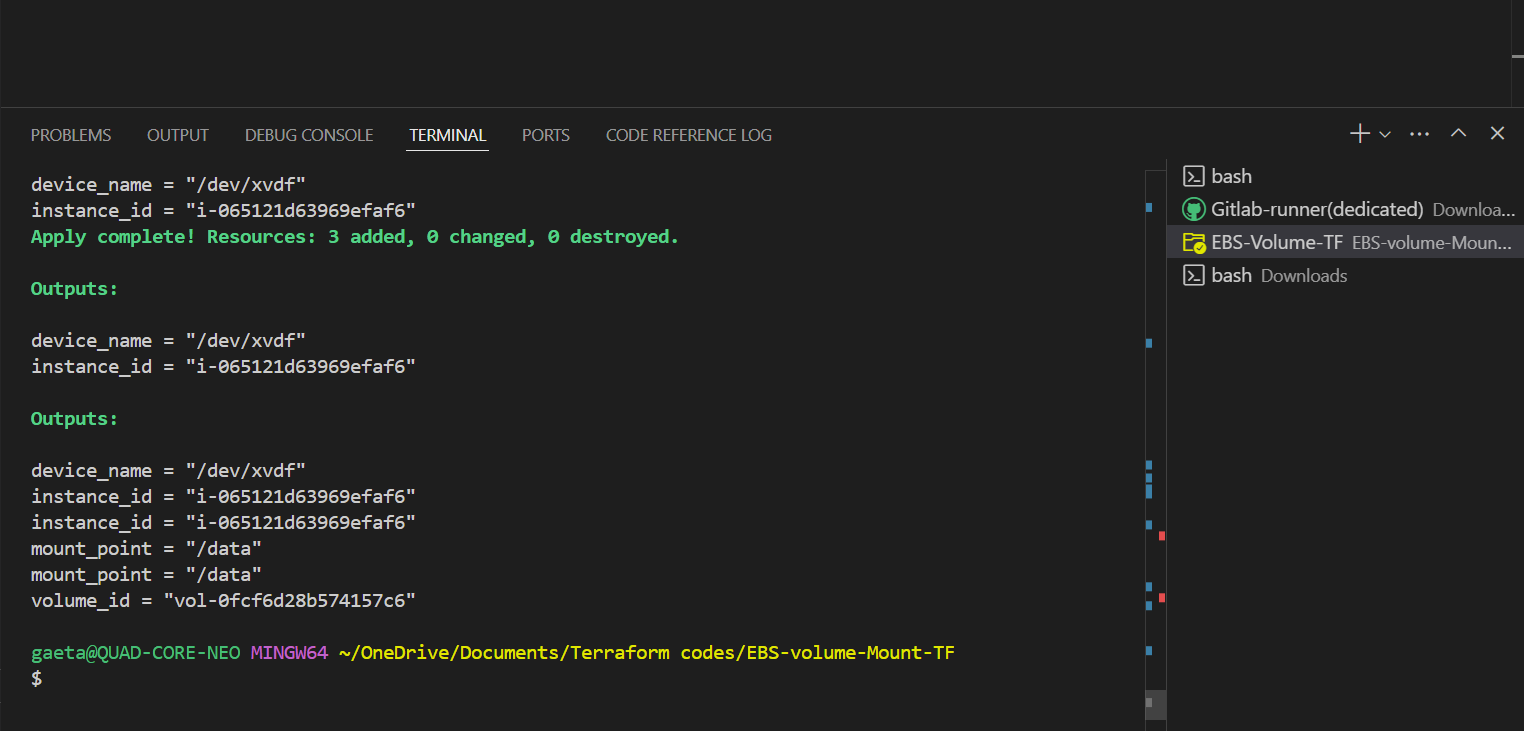 PROBLEMS OUTPUT DEBUG CONSOLE TERMINAL PORTS CODE REFERENCE LOG
device_name = "/dev/xvdf"
instance_id = "i-065121d63969efaf6"
Apply complete! Resources: 3 added, 0 changed, 0 destroyed.
Outputs:
device_name = "/dev/xvdf"
instance_id = "i-065121d63969efaf6"
Outputs:
device_name = "/dev/xvdf"
instance_id = "i-065121d63969efaf6"
instance_id = "i-065121d63969efaf6"
mount_point = "/data"
mount_point = "/data"
volume_id = "vol-0fcf6d28b574157c6"
gaeta@QUAD-CORE-NEO MINGW64 ~/OneDrive/Documents/Terraform codes/EBS-volume-Mount-TF
$
bash
Gitlab-runner(dedicated) Downloa...
EBS-Volume-TF EBS-volume-Moun...
bash Downloads